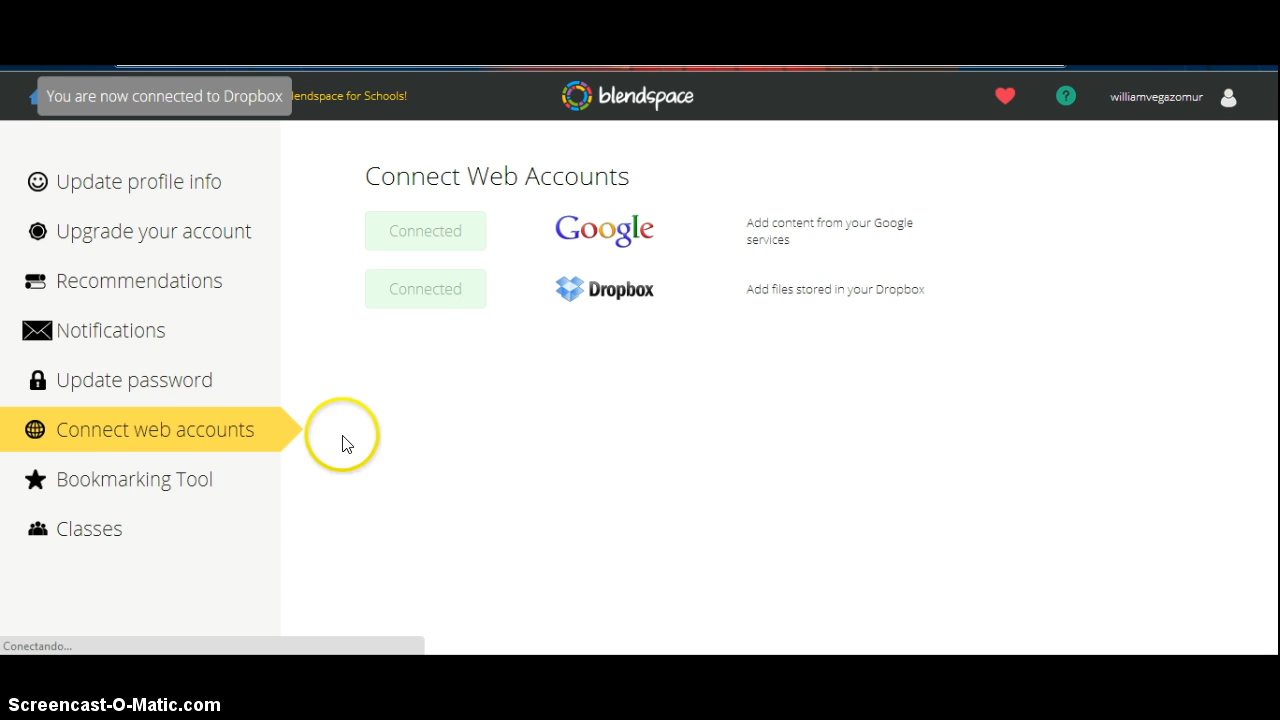 You are now connected to Dropbox
lendspace for Schools!
blendspace
?
williamvegazomur
Update profile info
Upgrade your account
Recommendations
Notifications
Update password
Connect web accounts
Bookmarking Tool
Classes
Connect Web Accounts
Connected
Google
Add content from your Google
services
Connected
Dropbox
Add files stored in your Dropbox
Conectando...
Screencast-O-Matic.com